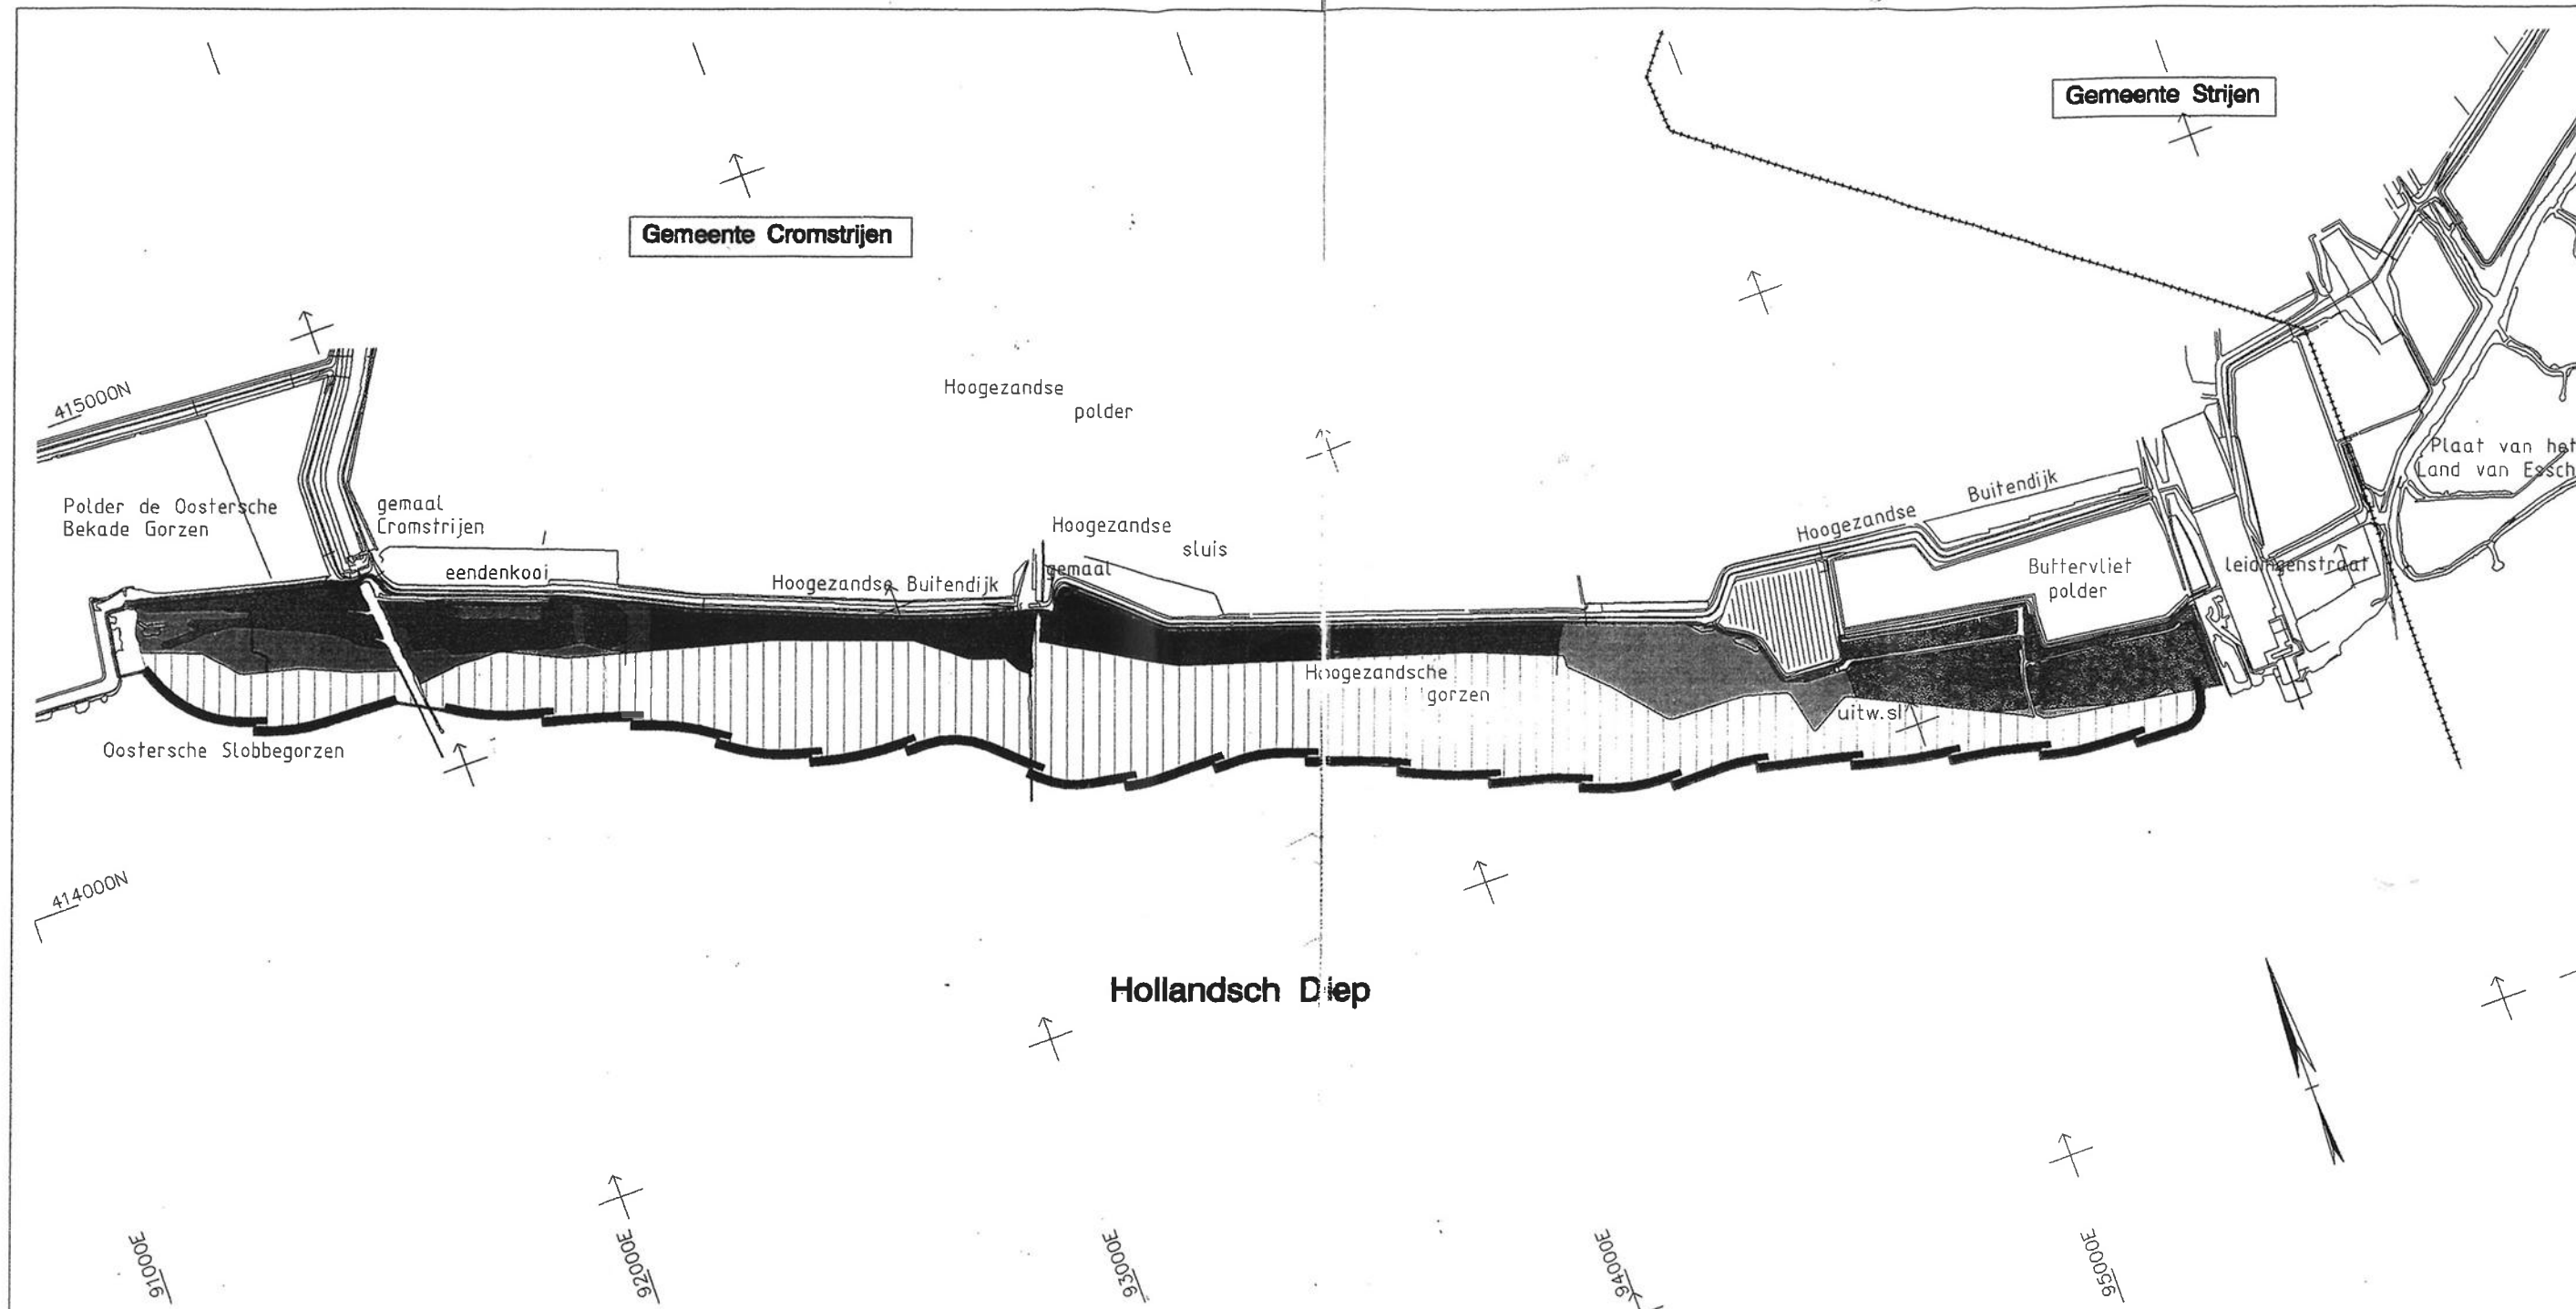 Gemeente Strijen
Gemeente Cromstrijen
415000N
Hoogezandse
polder
Plaat van het
Land van Essch
Polder de Oostersche
Bekade Gorzen
gemaal
Cromstrijen
Hoogezandse
sluis
gemaal
Hoogezandse Buitendijk
eendenkooi
Hoogezandse Buitendijk
Buttervliet
polder
leidingenstraat
Hoogezandsche
gorzen
uitw.sl
Oostersche Slobbegorzen
414000N
Hollandsch Diep
91000E
92000E
93000E
94000E
95000E